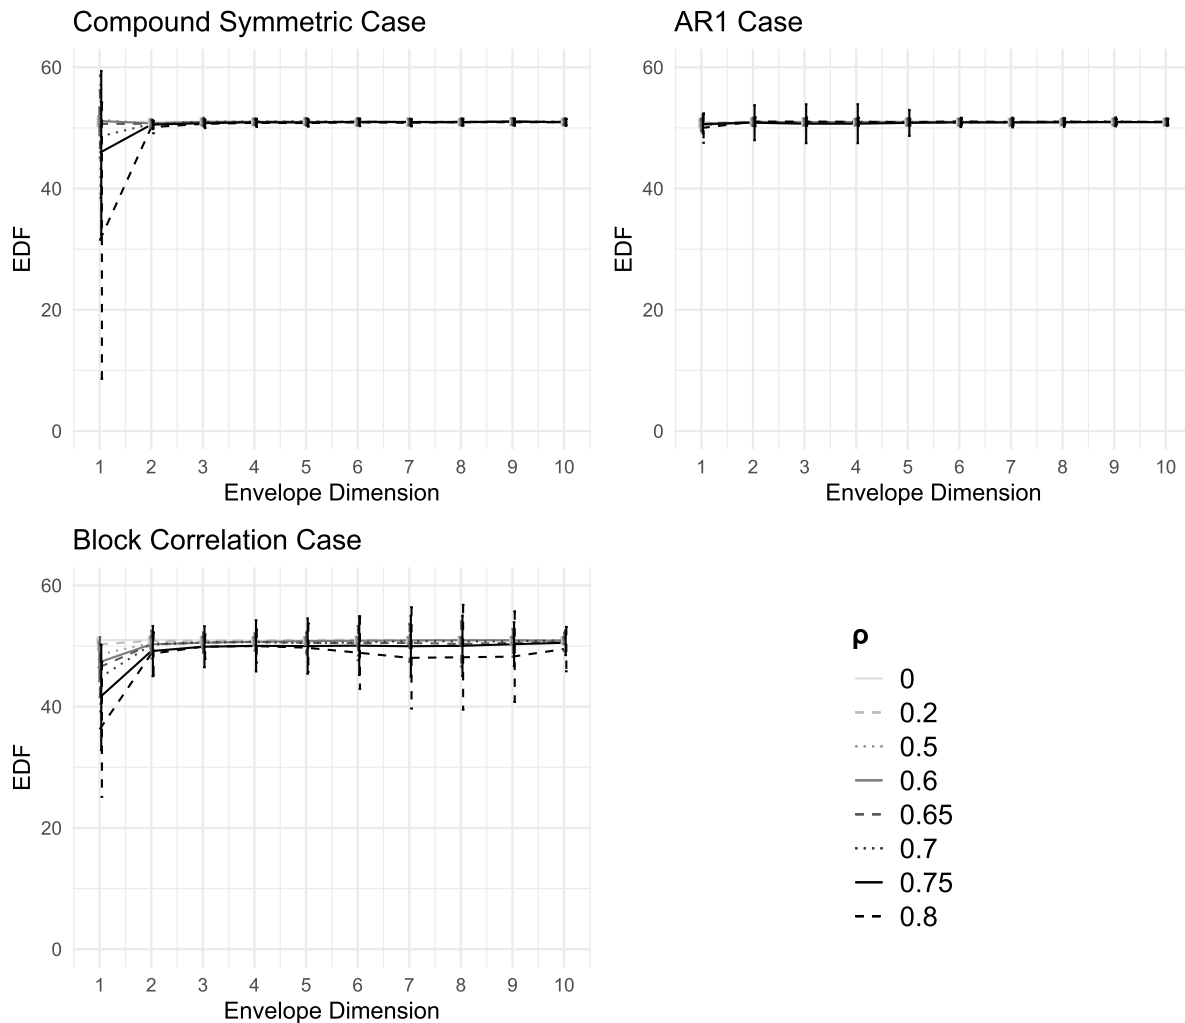 Compound Symmetric Case
60
40
20
0
EDF
1 2 3 4 5 6 7 8 9 10
Envelope Dimension
AR1 Case
60
40
20
0
EDF
1 2 3 4 5 6 7 8 9 10
Envelope Dimension
Block Correlation Case
60
40
20
0
EDF
1 2 3 4 5 6 7 8 9 10
Envelope Dimension
ρ
0
0.2
0.5
0.6
0.65
0.7
0.75
0.8